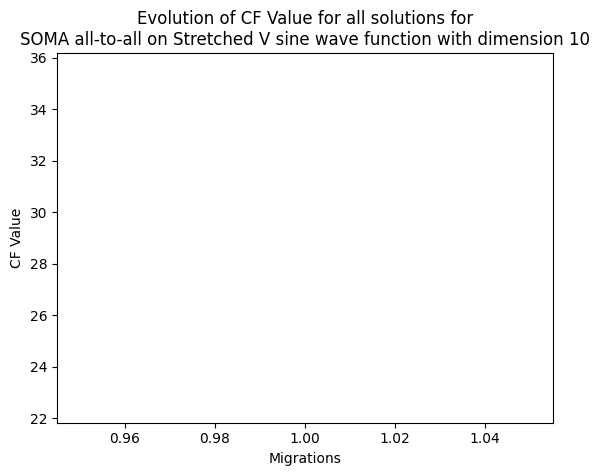 Evolution of CF Value for all solutions for
SOMA all-to-all on Stretched V sine wave function with dimension 10
36
34
32
30
28
26
24
22
CF Value
0.96 0.98 1.00 1.02 1.04
Migrations